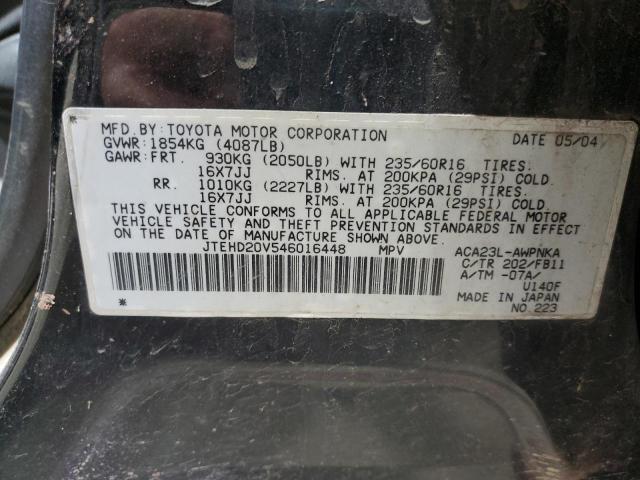 MFD.BY:TOYOTA MOTOR CORPORATION DATE 05/04
GVWR:1854KG (4087LB)
GAWR:FRT. 930KG (2050LB) WITH 235/60R16 TIRES.
16X7JJ RIMS. AT 200KPA (29PSI) COLD.
RR. 1010KG (2227LB) WITH 235/60R16 TIRES.
16X7JJ RIMS. AT 200KPA (29PSI) COLD.
THIS VEHICLE CONFORMS TO ALL APPLICABLE FEDERAL MOTOR
VEHICLE SAFETY AND THEFT PREVENTION STANDARDS IN EFFECT
ON THE DATE OF MANUFACTURE SHOWN ABOVE.
JTEHD20V546016448 MPV ACA23L-AWPNKA
C/TR 202/FB11
A/TM -07A/
U140F
MADE IN JAPAN
NO 223